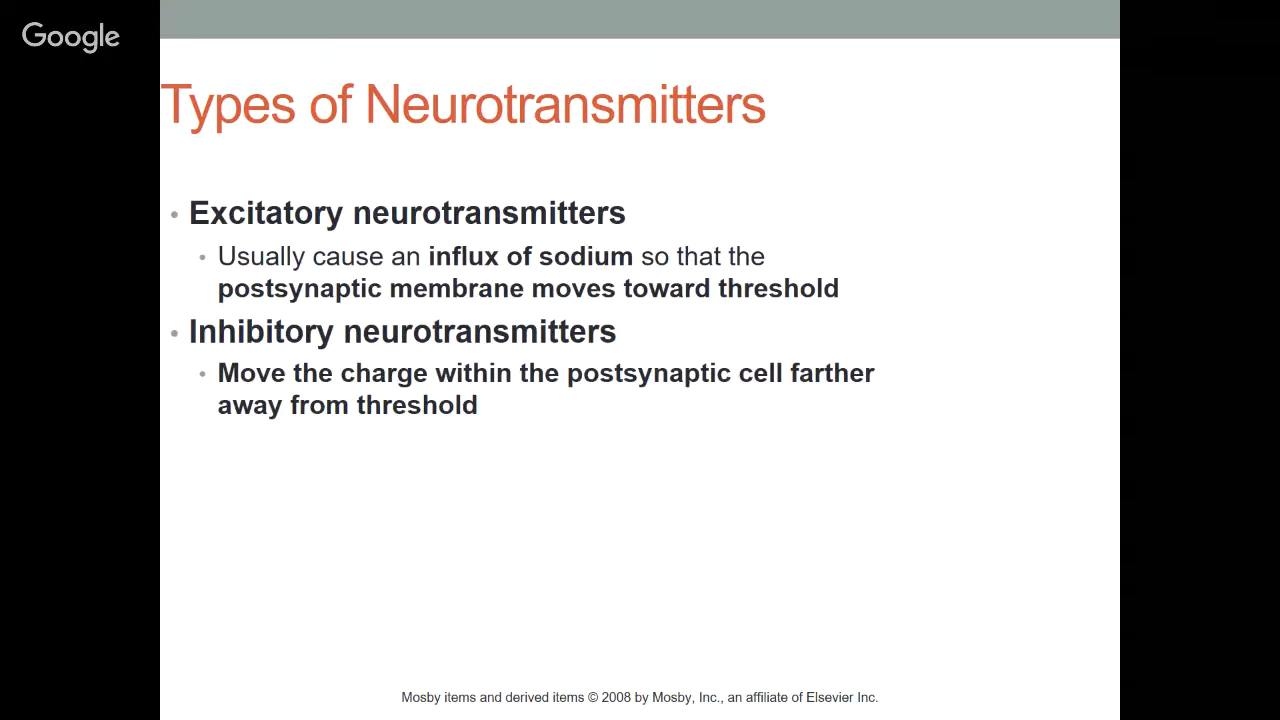 Google
Types of Neurotransmitters
• Excitatory neurotransmitters
• Usually cause an influx of sodium so that the
postsynaptic membrane moves toward threshold
• Inhibitory neurotransmitters
• Move the charge within the postsynaptic cell farther
away from threshold
Mosby items and derived items © 2008 by Mosby, Inc., an affiliate of Elsevier Inc.